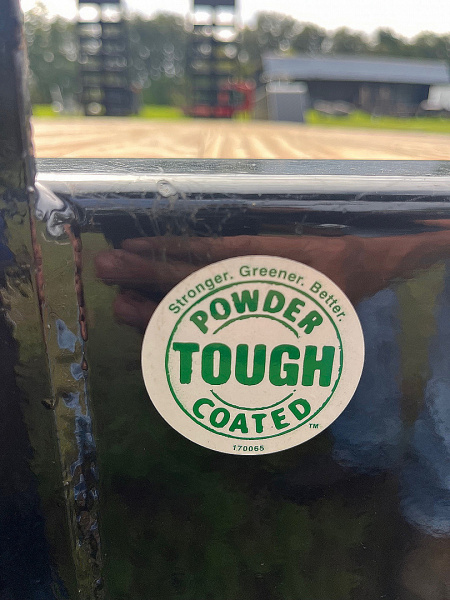 Stronger. Greener. Better.
POWDER
TOUGH
COATED
TM
170065